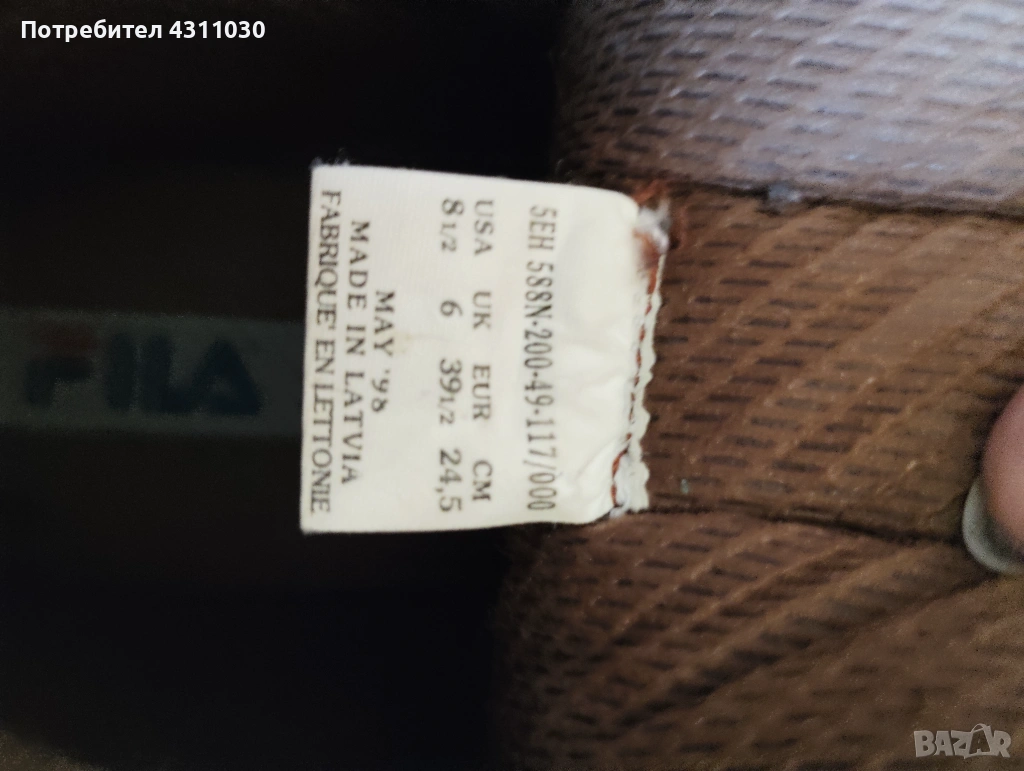 Потребител 4311030
5EH 588N-200-49-117/000
USA UK EUR CM
8 1/2 6 39 1/2 24,5
MAY '98
MADE IN LATVIA
FABRIQUE' EN LETTONIE
FILA
BAZAR